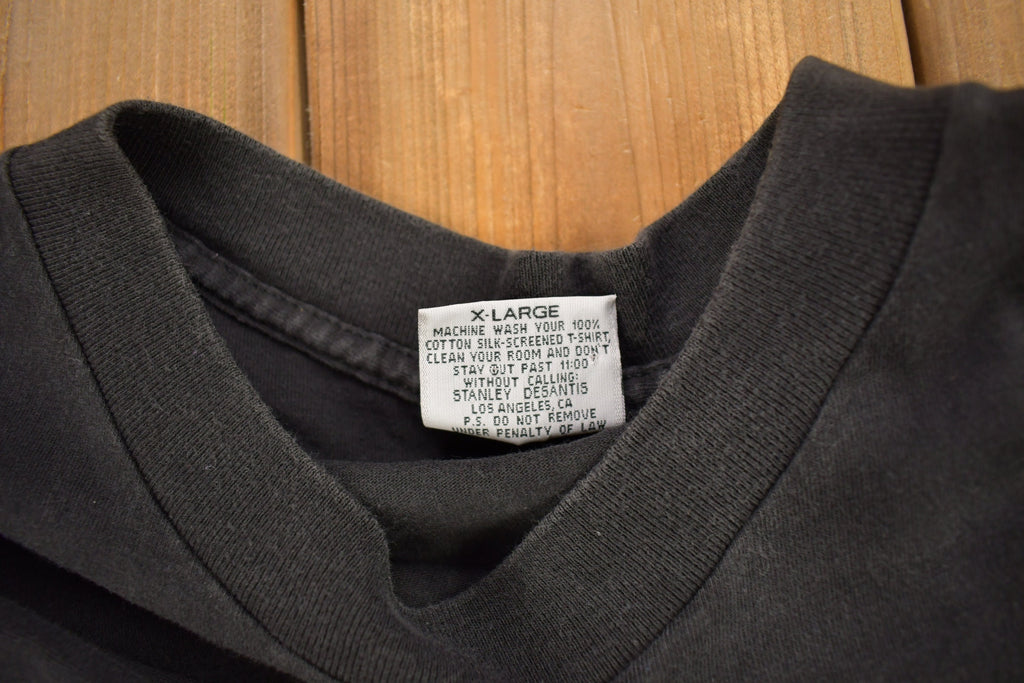 X-LARGE
MACHINE WASH YOUR 100%
COTTON SILK-SCREENED T-SHIRT,
CLEAN YOUR ROOM AND DON'T
STAY OUT PAST 11:00
WITHOUT CALLING:
STANLEY DESANTIS
LOS ANGELES, CA
P.S. DO NOT REMOVE
UNDER PENALTY OF LAW